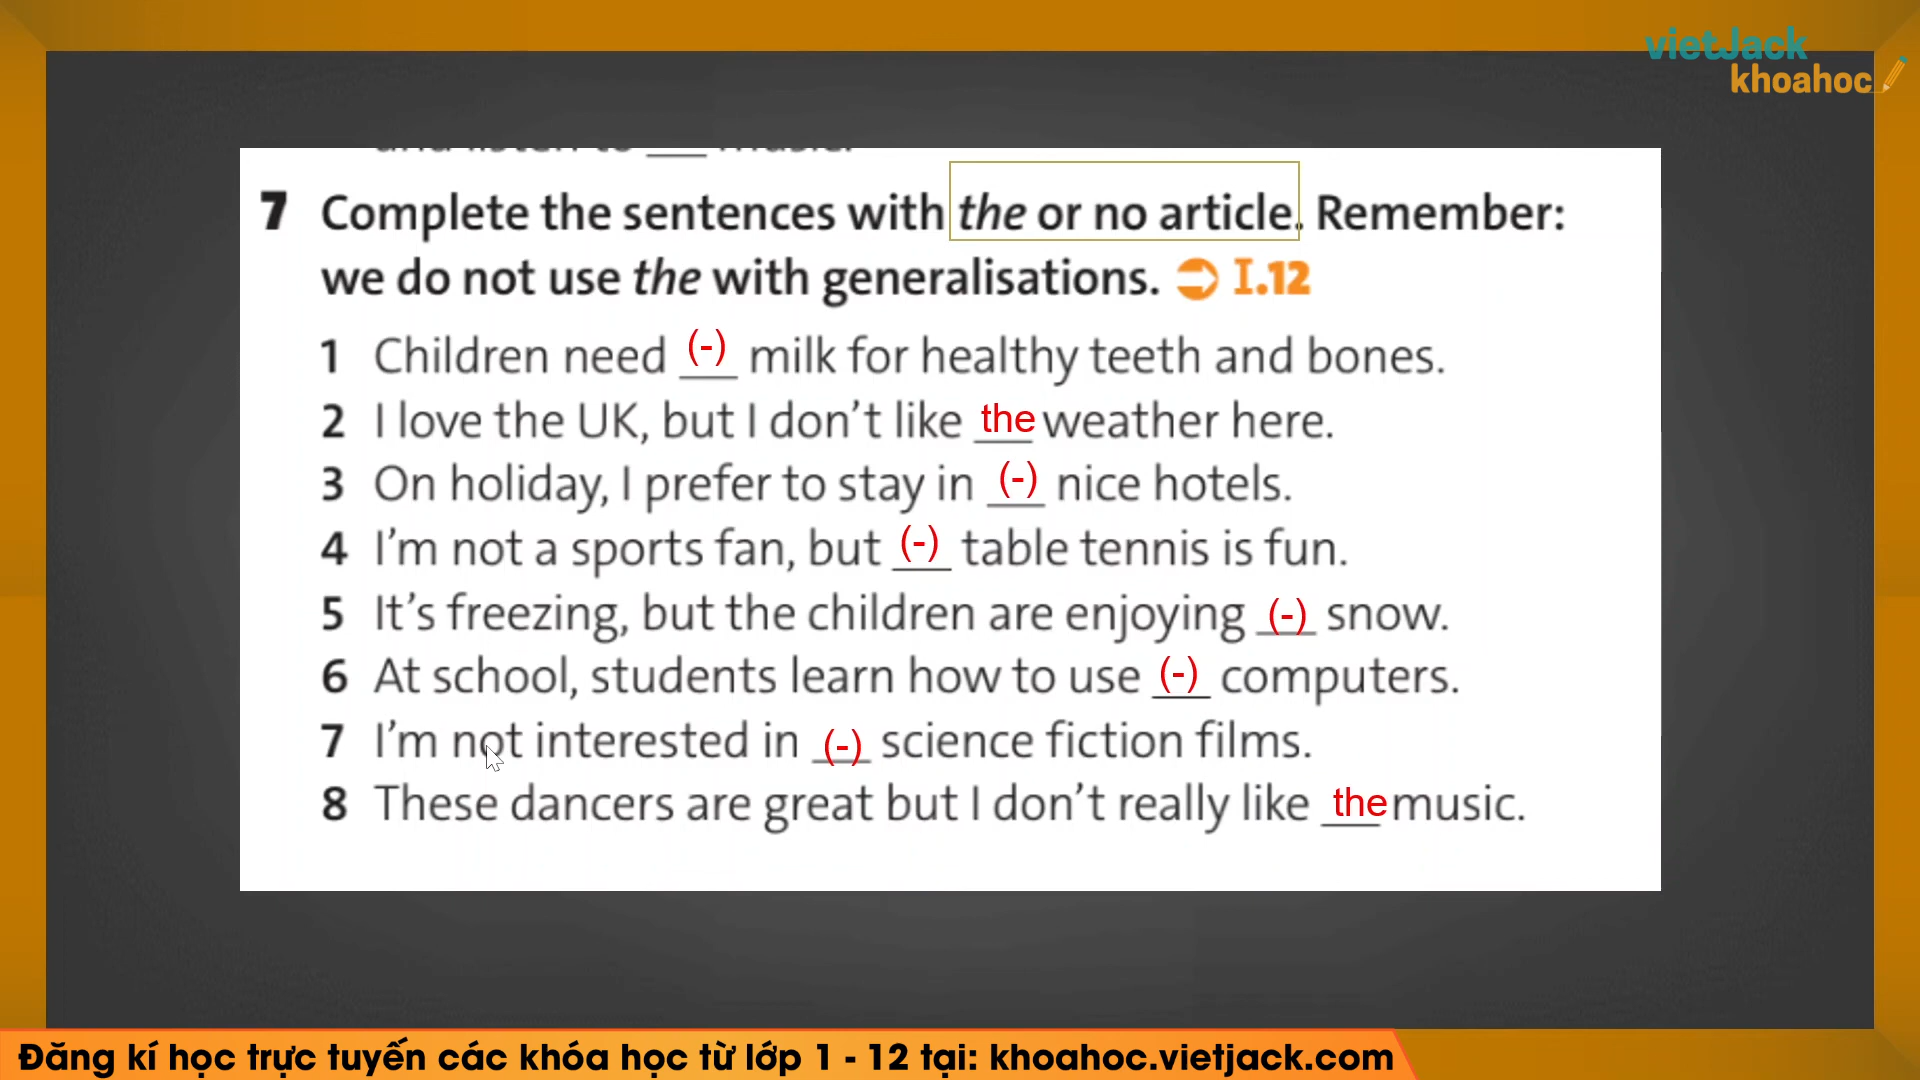 vietJack
khoahoc
and listen to ___ music.
7 Complete the sentences with the or no article. Remember:
we do not use the with generalisations. ➲ I.12
1 Children need (-) milk for healthy teeth and bones.
2 I love the UK, but I don't like the weather here.
3 On holiday, I prefer to stay in (-) nice hotels.
4 I'm not a sports fan, but (-) table tennis is fun.
5 It's freezing, but the children are enjoying (-) snow.
6 At school, students learn how to use (-) computers.
7 I'm not interested in (-) science fiction films.
8 These dancers are great but I don't really like the music.
Đăng kí học trực tuyến các khóa học từ lớp 1 - 12 tại: khoahoc.vietjack.com